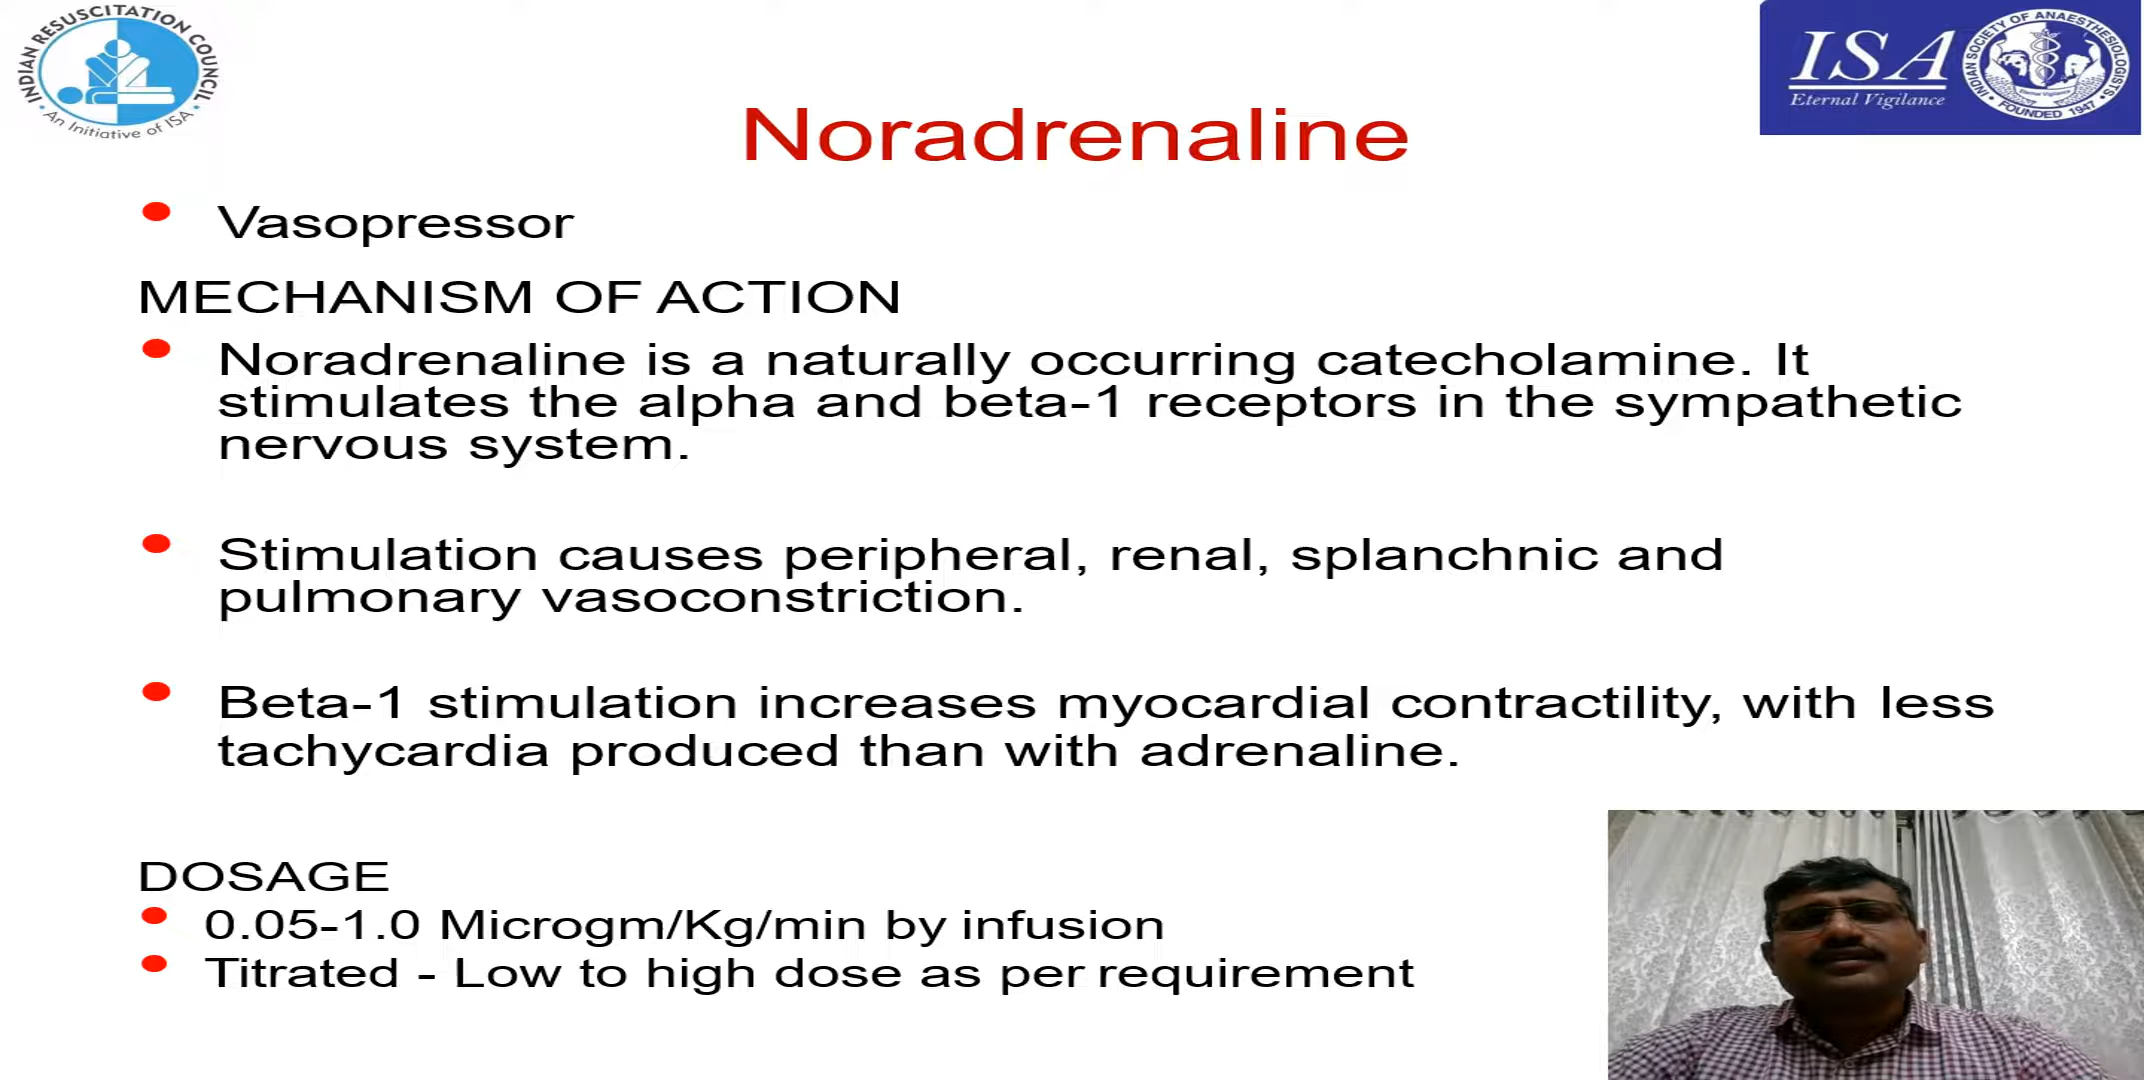 INDIAN RESUSCITATION COUNCIL
An Initiative of ISA
ISA
Eternal Vigilance
INDIAN SOCIETY OF ANAESTHESIOLOGISTS
Eternal Vigilance
FOUNDED 1947
Noradrenaline
• Vasopressor
MECHANISM OF ACTION
• Noradrenaline is a naturally occurring catecholamine. It
stimulates the alpha and beta-1 receptors in the sympathetic
nervous system.
• Stimulation causes peripheral, renal, splanchnic and
pulmonary vasoconstriction.
• Beta-1 stimulation increases myocardial contractility, with less
tachycardia produced than with adrenaline.
DOSAGE
• 0.05-1.0 Microgm/Kg/min by infusion
• Titrated - Low to high dose as per requirement